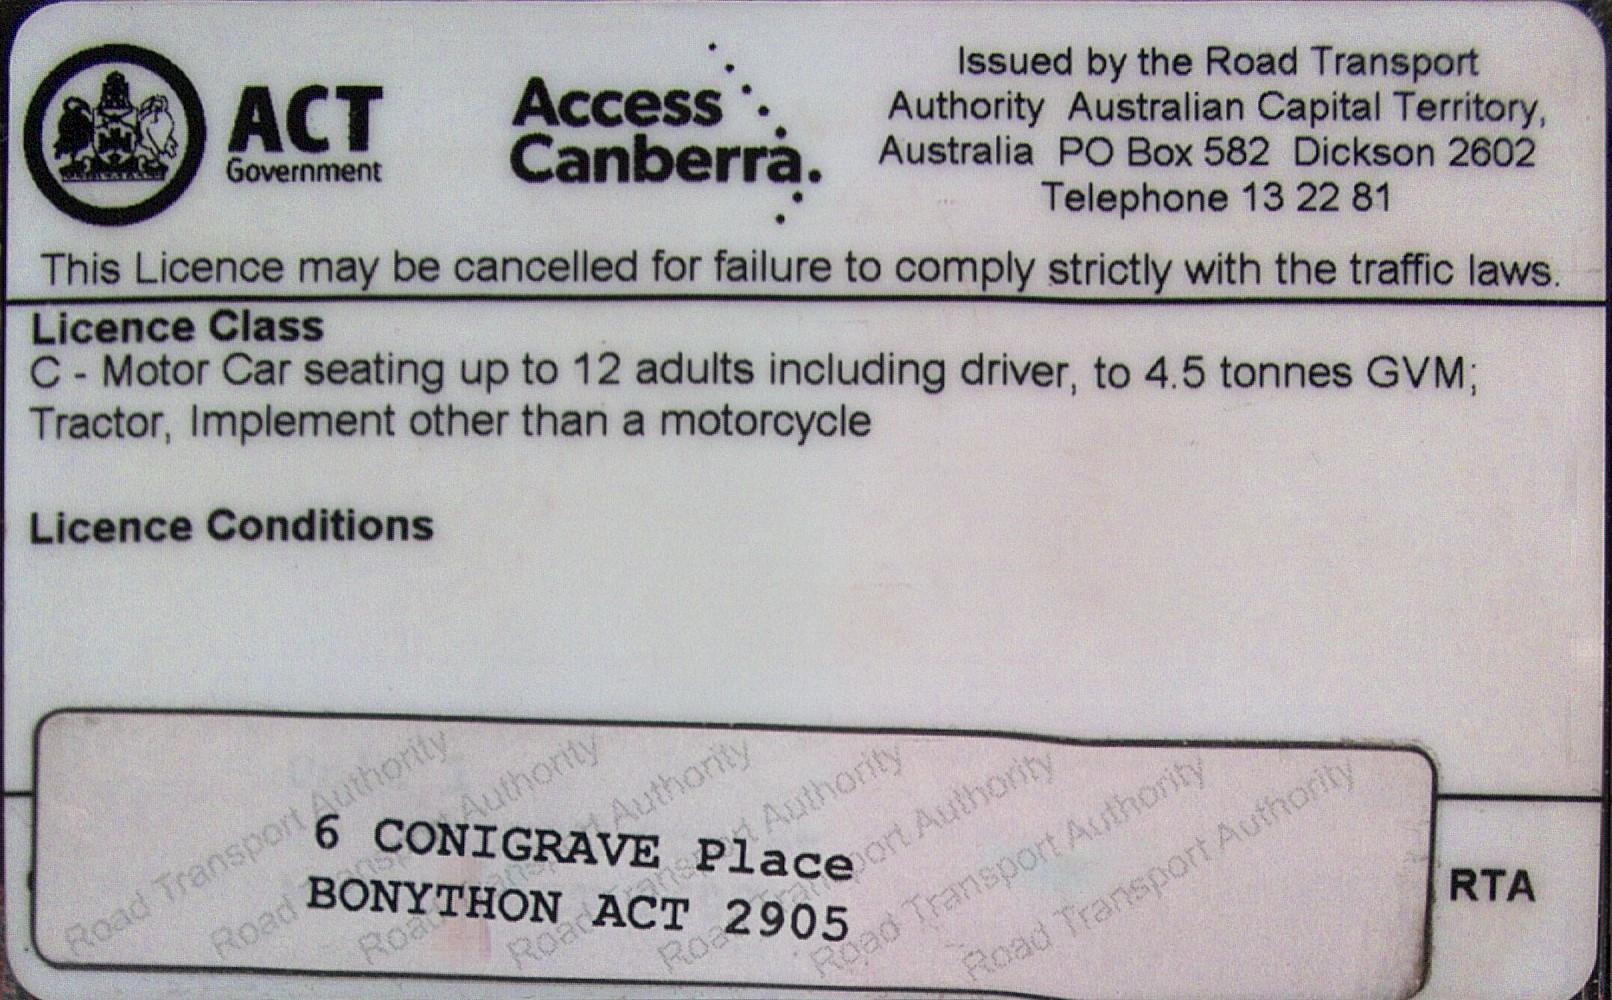 ACT
Government
Access
Canberra.
Issued by the Road Transport
Authority Australian Capital Territory,
Australia PO Box 582 Dickson 2602
Telephone 13 22 81
This Licence may be cancelled for failure to comply strictly with the traffic laws.
Licence Class
C - Motor Car seating up to 12 adults including driver, to 4.5 tonnes GVM;
Tractor, Implement other than a motorcycle
Licence Conditions
Road Transport Authority Road Transport Authority Road Transport Authority Road Transport Authority Road Transport Authority Road Transport Authority Road Transport Authority
6 CONIGRAVE Place
BONYTHON ACT 2905
RTA